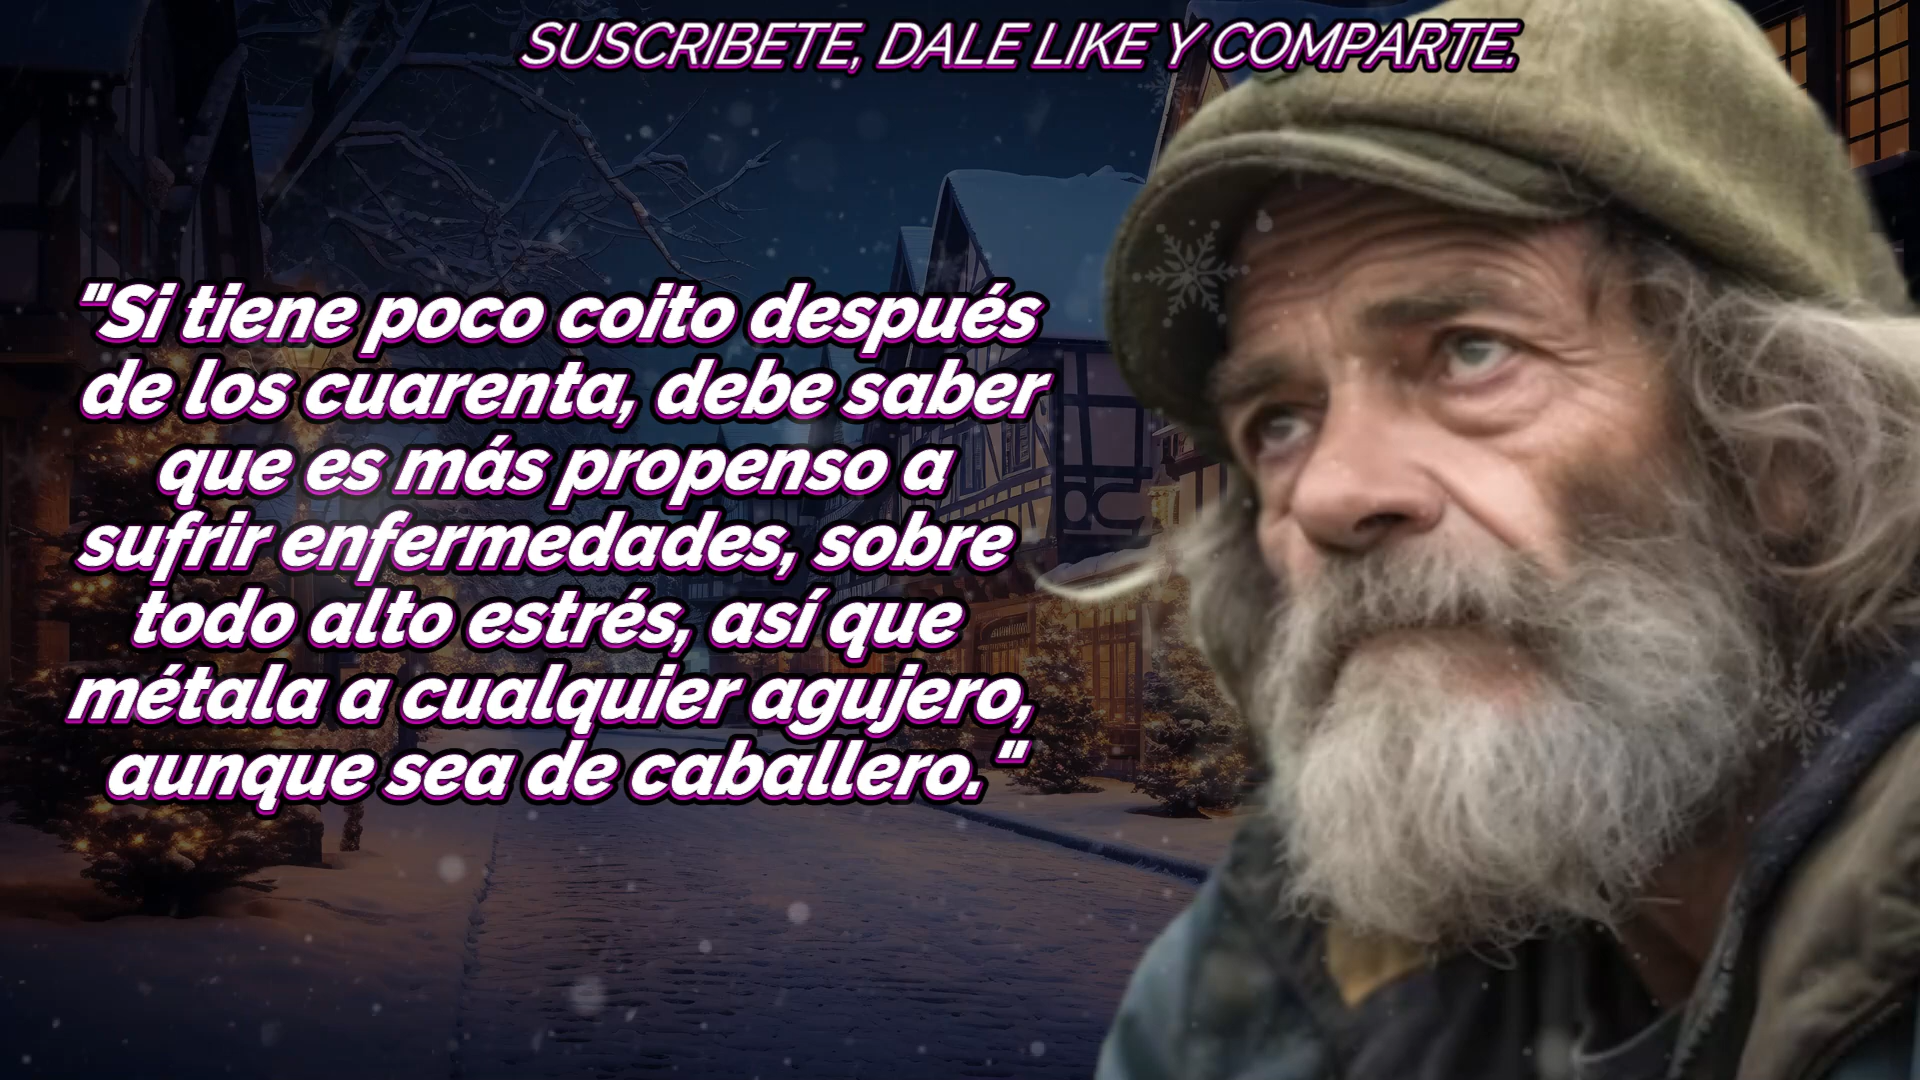 SUSCRIBETE, DALE LIKE Y COMPARTE.
"Si tiene poco coito después
de los cuarenta, debe saber
que es más propenso a
sufrir enfermedades, sobre
todo alto estrés, así que
métala a cualquier agujero,
aunque sea de caballero. "